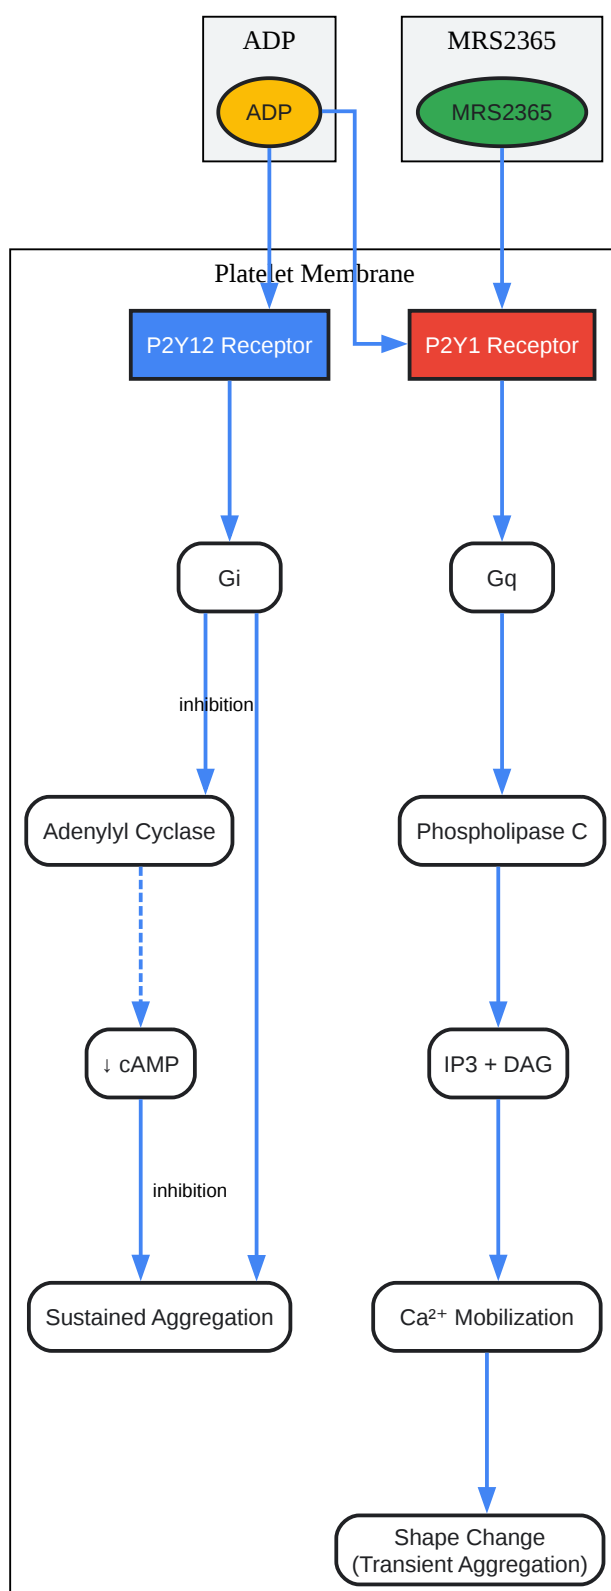 ADP
MRS2365
ADP
MRS2365
Platelet Membrane
P2Y12 Receptor
P2Y1 Receptor
Gi
Gq
inhibition
Adenylyl Cyclase
Phospholipase C
↓ cAMP
IP3 + DAG
inhibition
Sustained Aggregation
Ca²⁺ Mobilization
Shape Change
(Transient Aggregation)